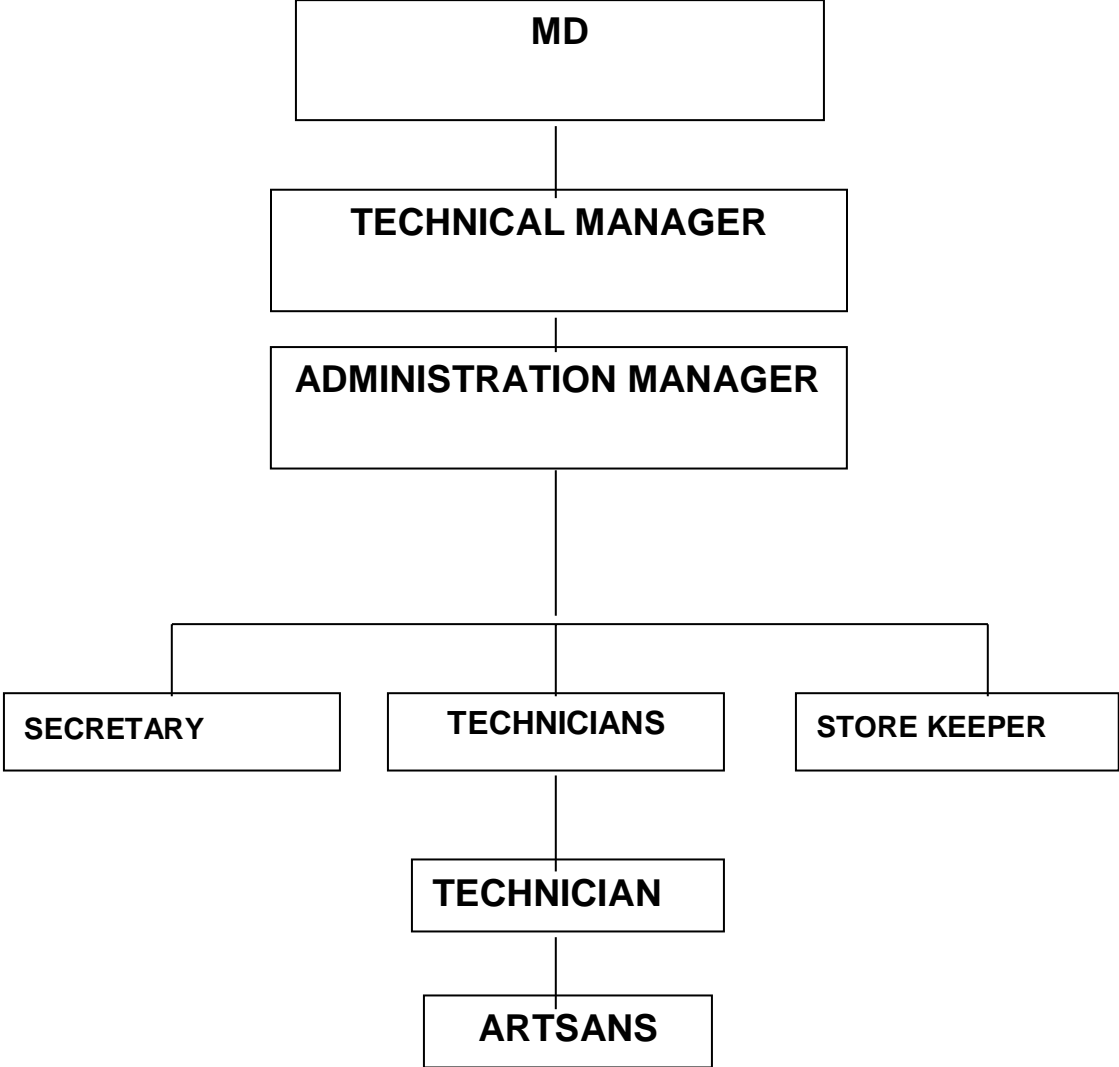 MD
TECHNICAL MANAGER
ADMINISTRATION MANAGER
SECRETARY
TECHNICIANS
STORE KEEPER
TECHNICIAN
ARTSANS